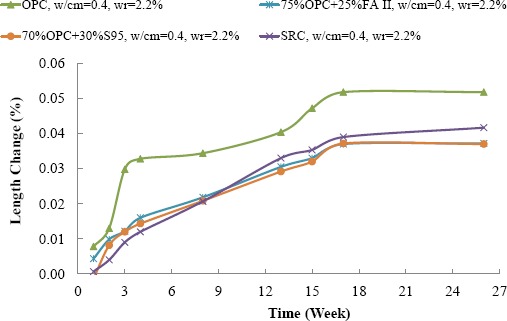 OPC, w/cm=0.4, wr=2.2%
75%OPC+25%FA II, w/cm=0.4, wr=2.2%
70%OPC+30%S95, w/cm=0.4, wr=2.2%
SRC, w/cm=0.4, wr=2.2%
Length Change (%)
0.06
0.05
0.04
0.03
0.02
0.01
0.00
0 3 6 9 12 15 18 21 24 27
Time (Week)